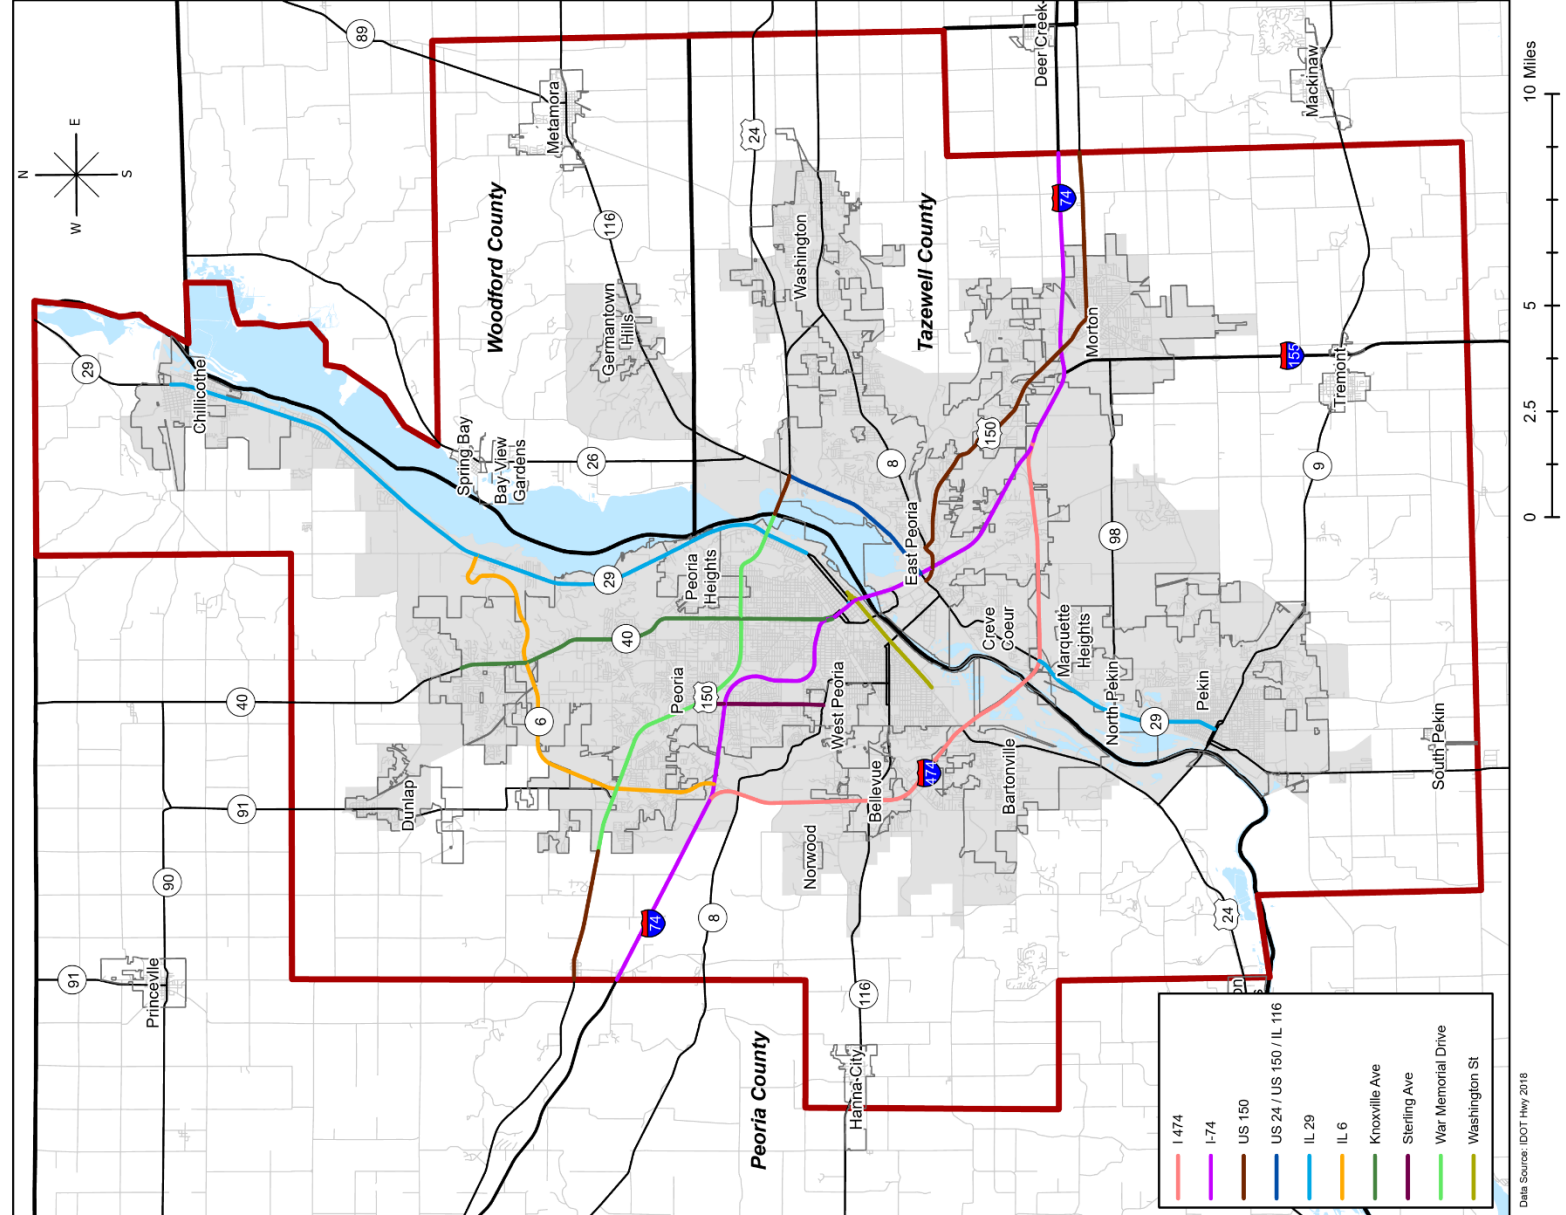 N
E
S
W
89
Metamora
Woodford County
116
Germantown
Hills
24
Washington
Tazewell County
Deer Creek
Mackinaw
10 Miles
5
2.5
0
74
Morton
155
Tremont
9
150
8
98
29
Chillicothe
Spring Bay
Bay View
Gardens
26
29
Peoria
Heights
East Peoria
Creve
Coeur
Marquette
Heights
North Pekin
Pekin
29
South Pekin
40
40
6
Peoria
150
West Peoria
474
Bellevue
Bartonville
Norwood
Dunlap
91
90
91
Princeville
74
8
116
Hanna City
Peoria County
24
I 474
I-74
US 150
US 24 / US 150 / IL 116
IL 29
IL 6
Knoxville Ave
Sterling Ave
War Memorial Drive
Washington St
Data Source: IDOT Hwy 2018